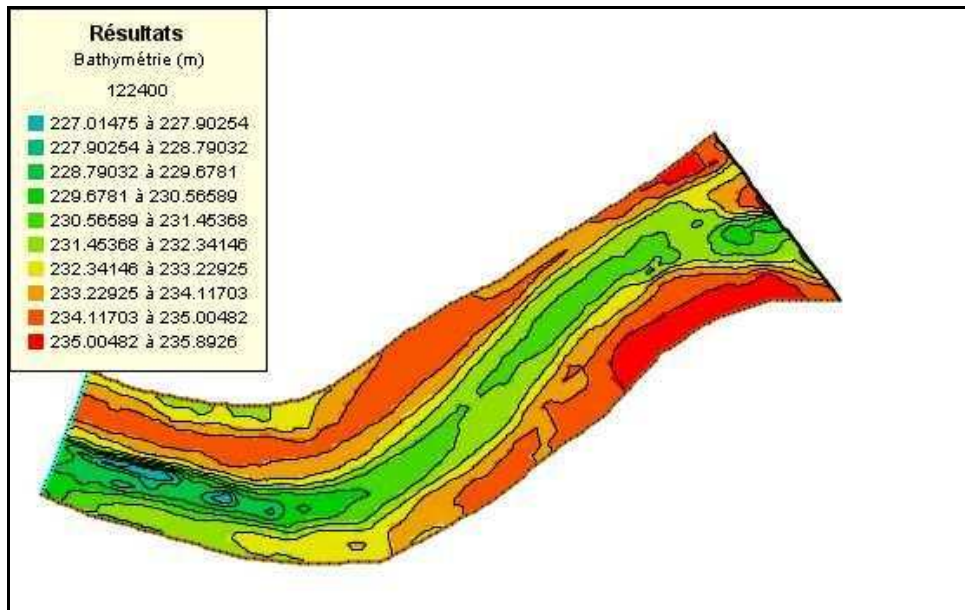 Résultats
Bathymétrie (m)
122400
227.01475 à 227.90254
227.90254 à 228.79032
228.79032 à 229.6781
229.6781 à 230.56589
230.56589 à 231.45368
231.45368 à 232.34146
232.34146 à 233.22925
233.22925 à 234.11703
234.11703 à 235.00482
235.00482 à 235.8926